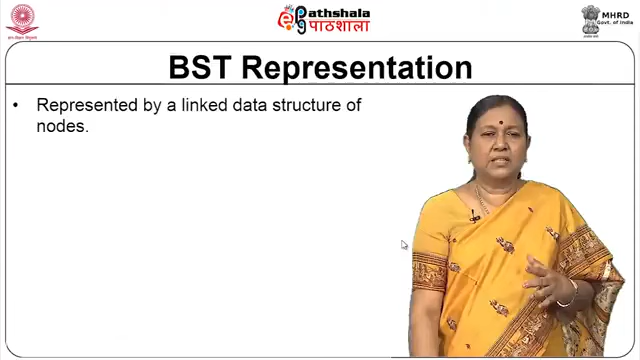 ePathshala
पाठशाला
MHRD
Govt. of India
BST Representation
• Represented by a linked data structure of
nodes.